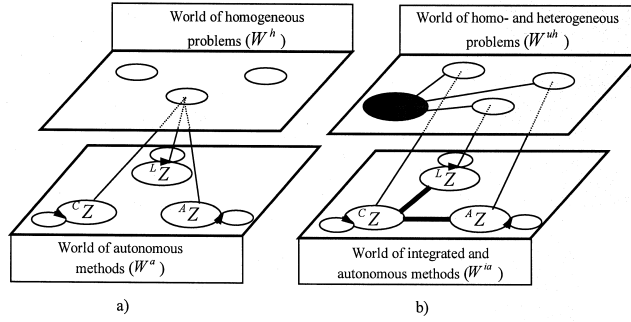 World of homogeneous
problems (W^h)
World of homo- and heterogeneous
problems (W^uh)
^L Z
^C Z
^A Z
^L Z
^C Z
^A Z
World of autonomous
methods (W^a)
World of integrated and
autonomous methods (W^ia)
a)
b)